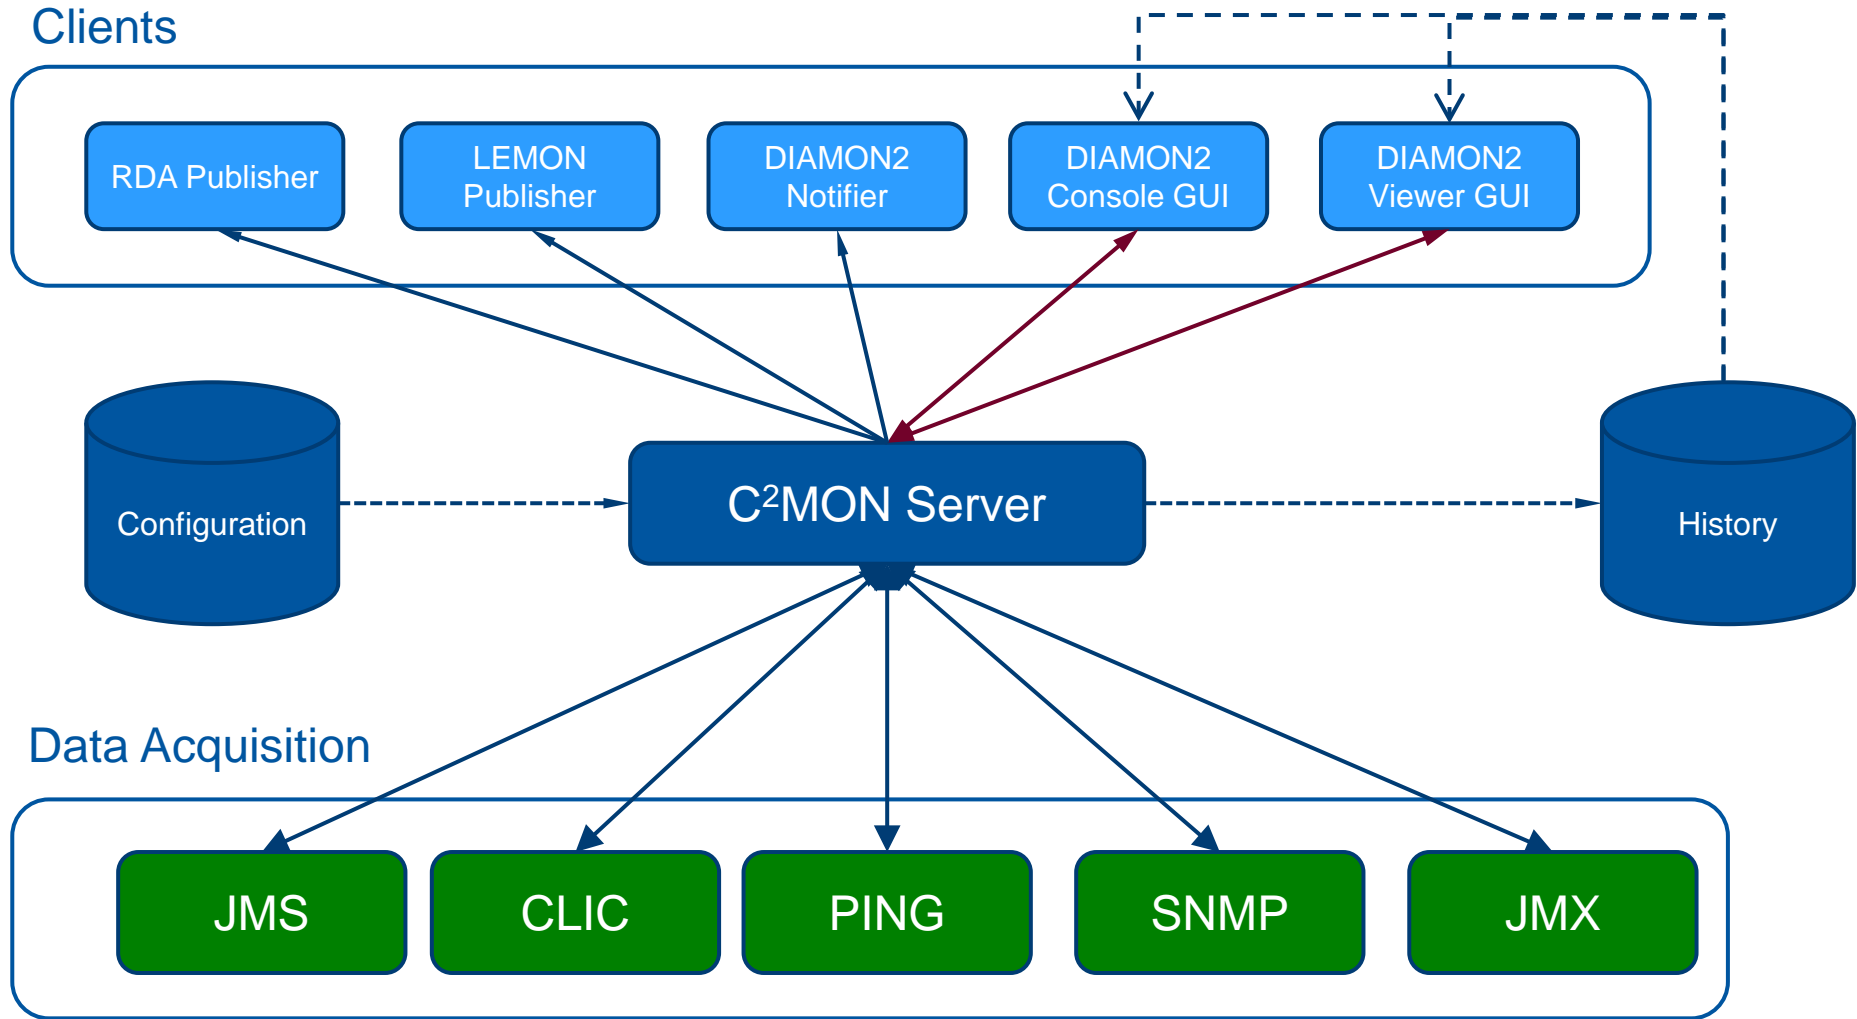 Clients
RDA Publisher
LEMON
Publisher
DIAMON2
Notifier
DIAMON2
Console GUI
DIAMON2
Viewer GUI
Configuration
C²MON Server
History
Data Acquisition
JMS
CLIC
PING
SNMP
JMX